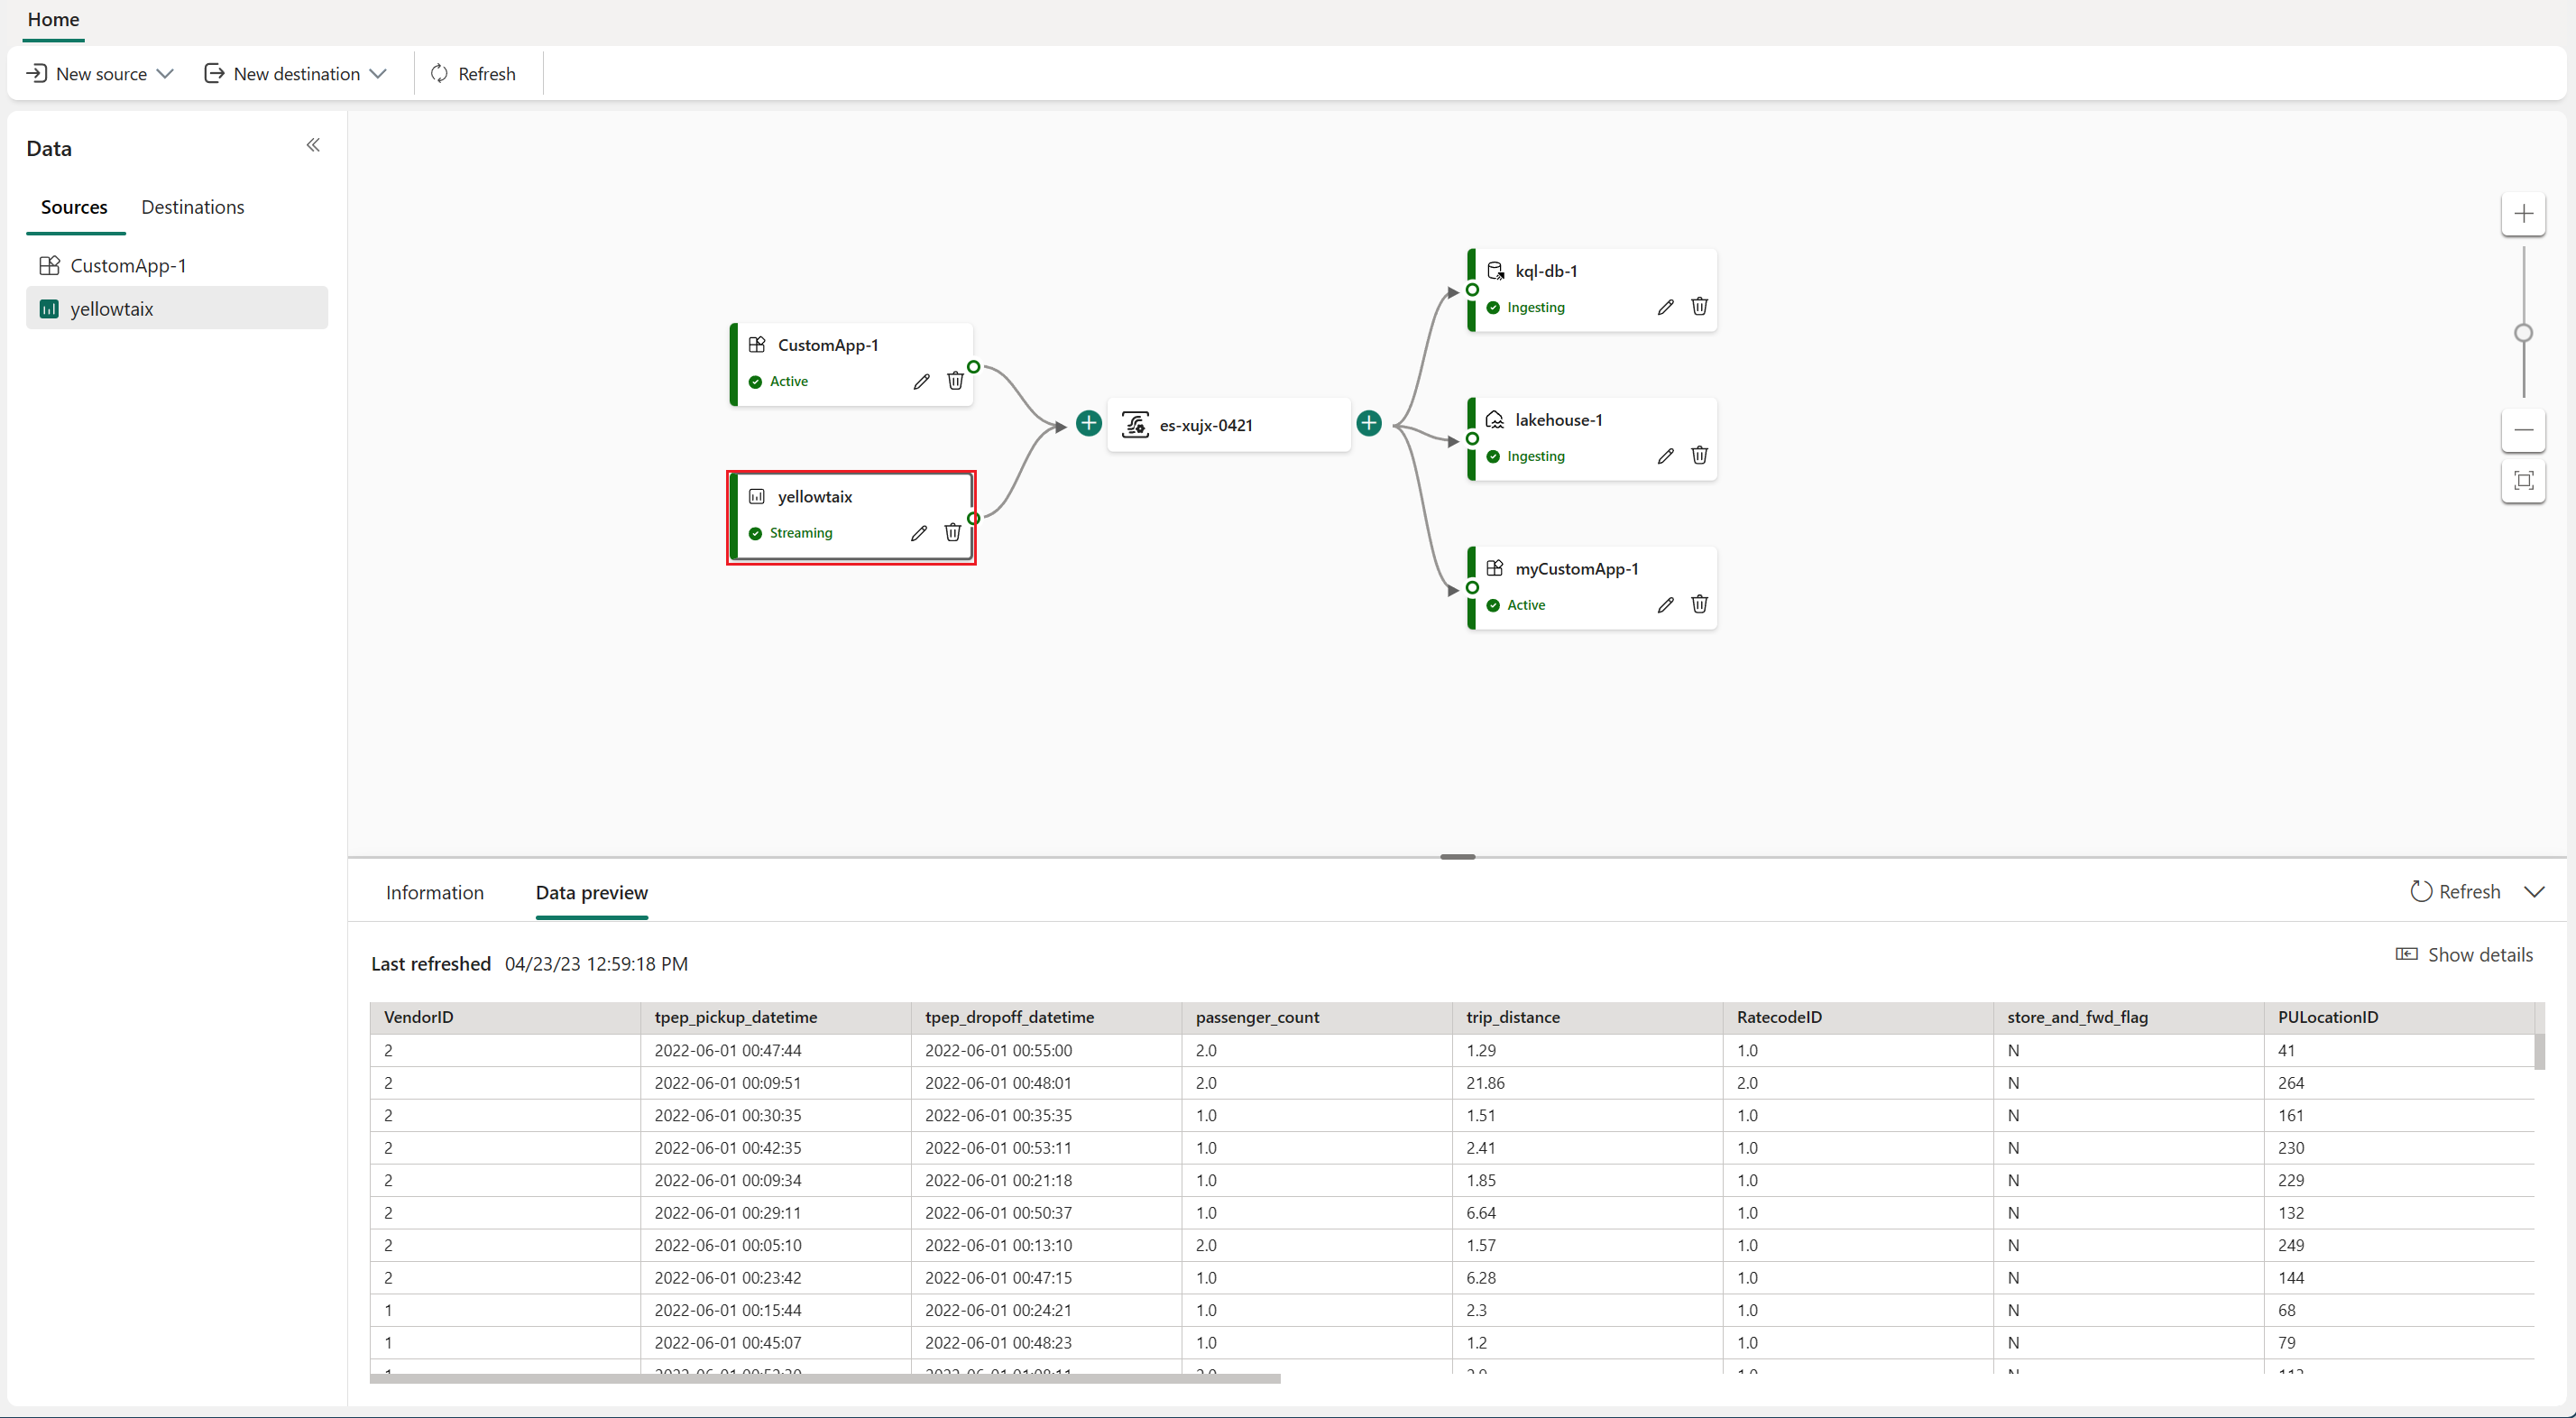 Home
New source New destination Refresh
Data
Sources Destinations
CustomApp-1
yellowtaix
CustomApp-1
Active
yellowtaix
Streaming
es-xujx-0421
kql-db-1
Ingesting
lakehouse-1
Ingesting
myCustomApp-1
Active
Information Data preview Refresh
Last refreshed 04/23/23 12:59:18 PM Show details
VendorID tpep_pickup_datetime tpep_dropoff_datetime passenger_count trip_distance RatecodeID store_and_fwd_flag PULocationID
2 2022-06-01 00:47:44 2022-06-01 00:55:00 2.0 1.29 1.0 N 41
2 2022-06-01 00:09:51 2022-06-01 00:48:01 2.0 21.86 2.0 N 264
2 2022-06-01 00:30:35 2022-06-01 00:35:35 1.0 1.51 1.0 N 161
2 2022-06-01 00:42:35 2022-06-01 00:53:11 1.0 2.41 1.0 N 230
2 2022-06-01 00:09:34 2022-06-01 00:21:18 1.0 1.85 1.0 N 229
2 2022-06-01 00:29:11 2022-06-01 00:50:37 1.0 6.64 1.0 N 132
2 2022-06-01 00:05:10 2022-06-01 00:13:10 2.0 1.57 1.0 N 249
2 2022-06-01 00:23:42 2022-06-01 00:47:15 1.0 6.28 1.0 N 144
1 2022-06-01 00:15:44 2022-06-01 00:24:21 1.0 2.3 1.0 N 68
1 2022-06-01 00:45:07 2022-06-01 00:48:23 1.0 1.2 1.0 N 79